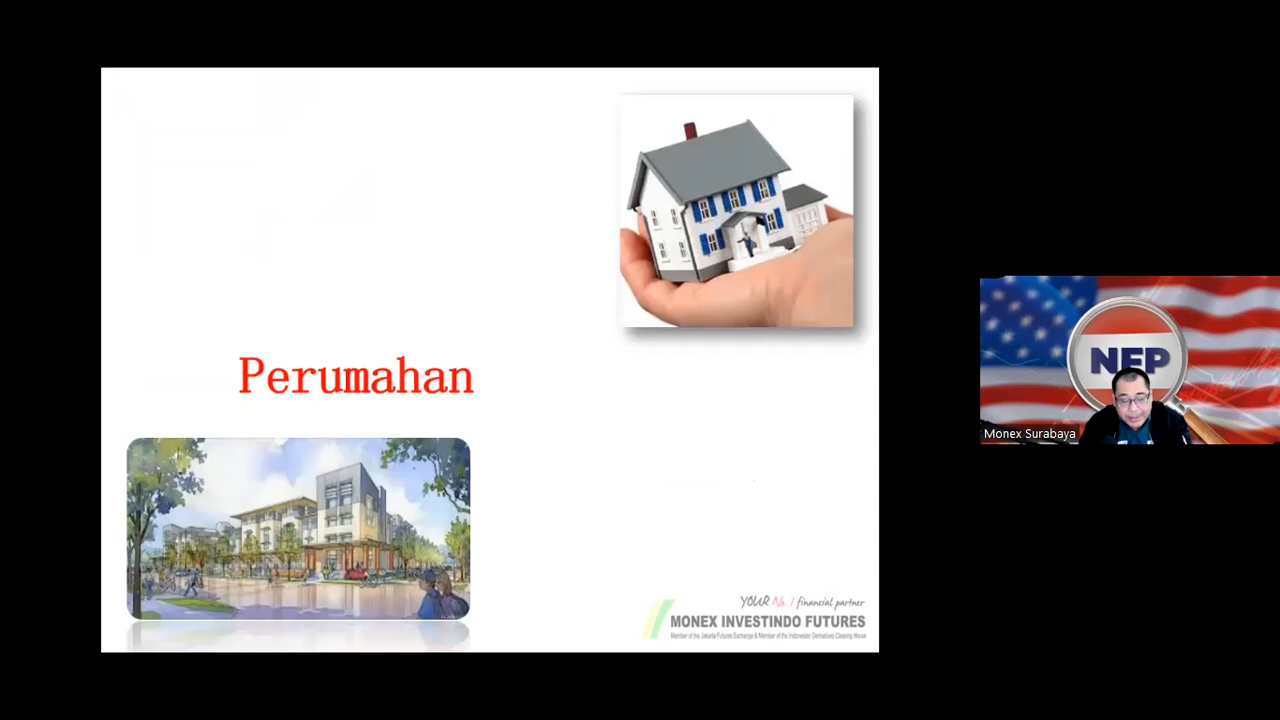 Perumahan
YOUR No. 1 financial partner
MONEX INVESTINDO FUTURES
Member of the Jakarta Futures Exchange & Member of the Indonesian Derivatives Clearing House
NFP
Monex Surabaya